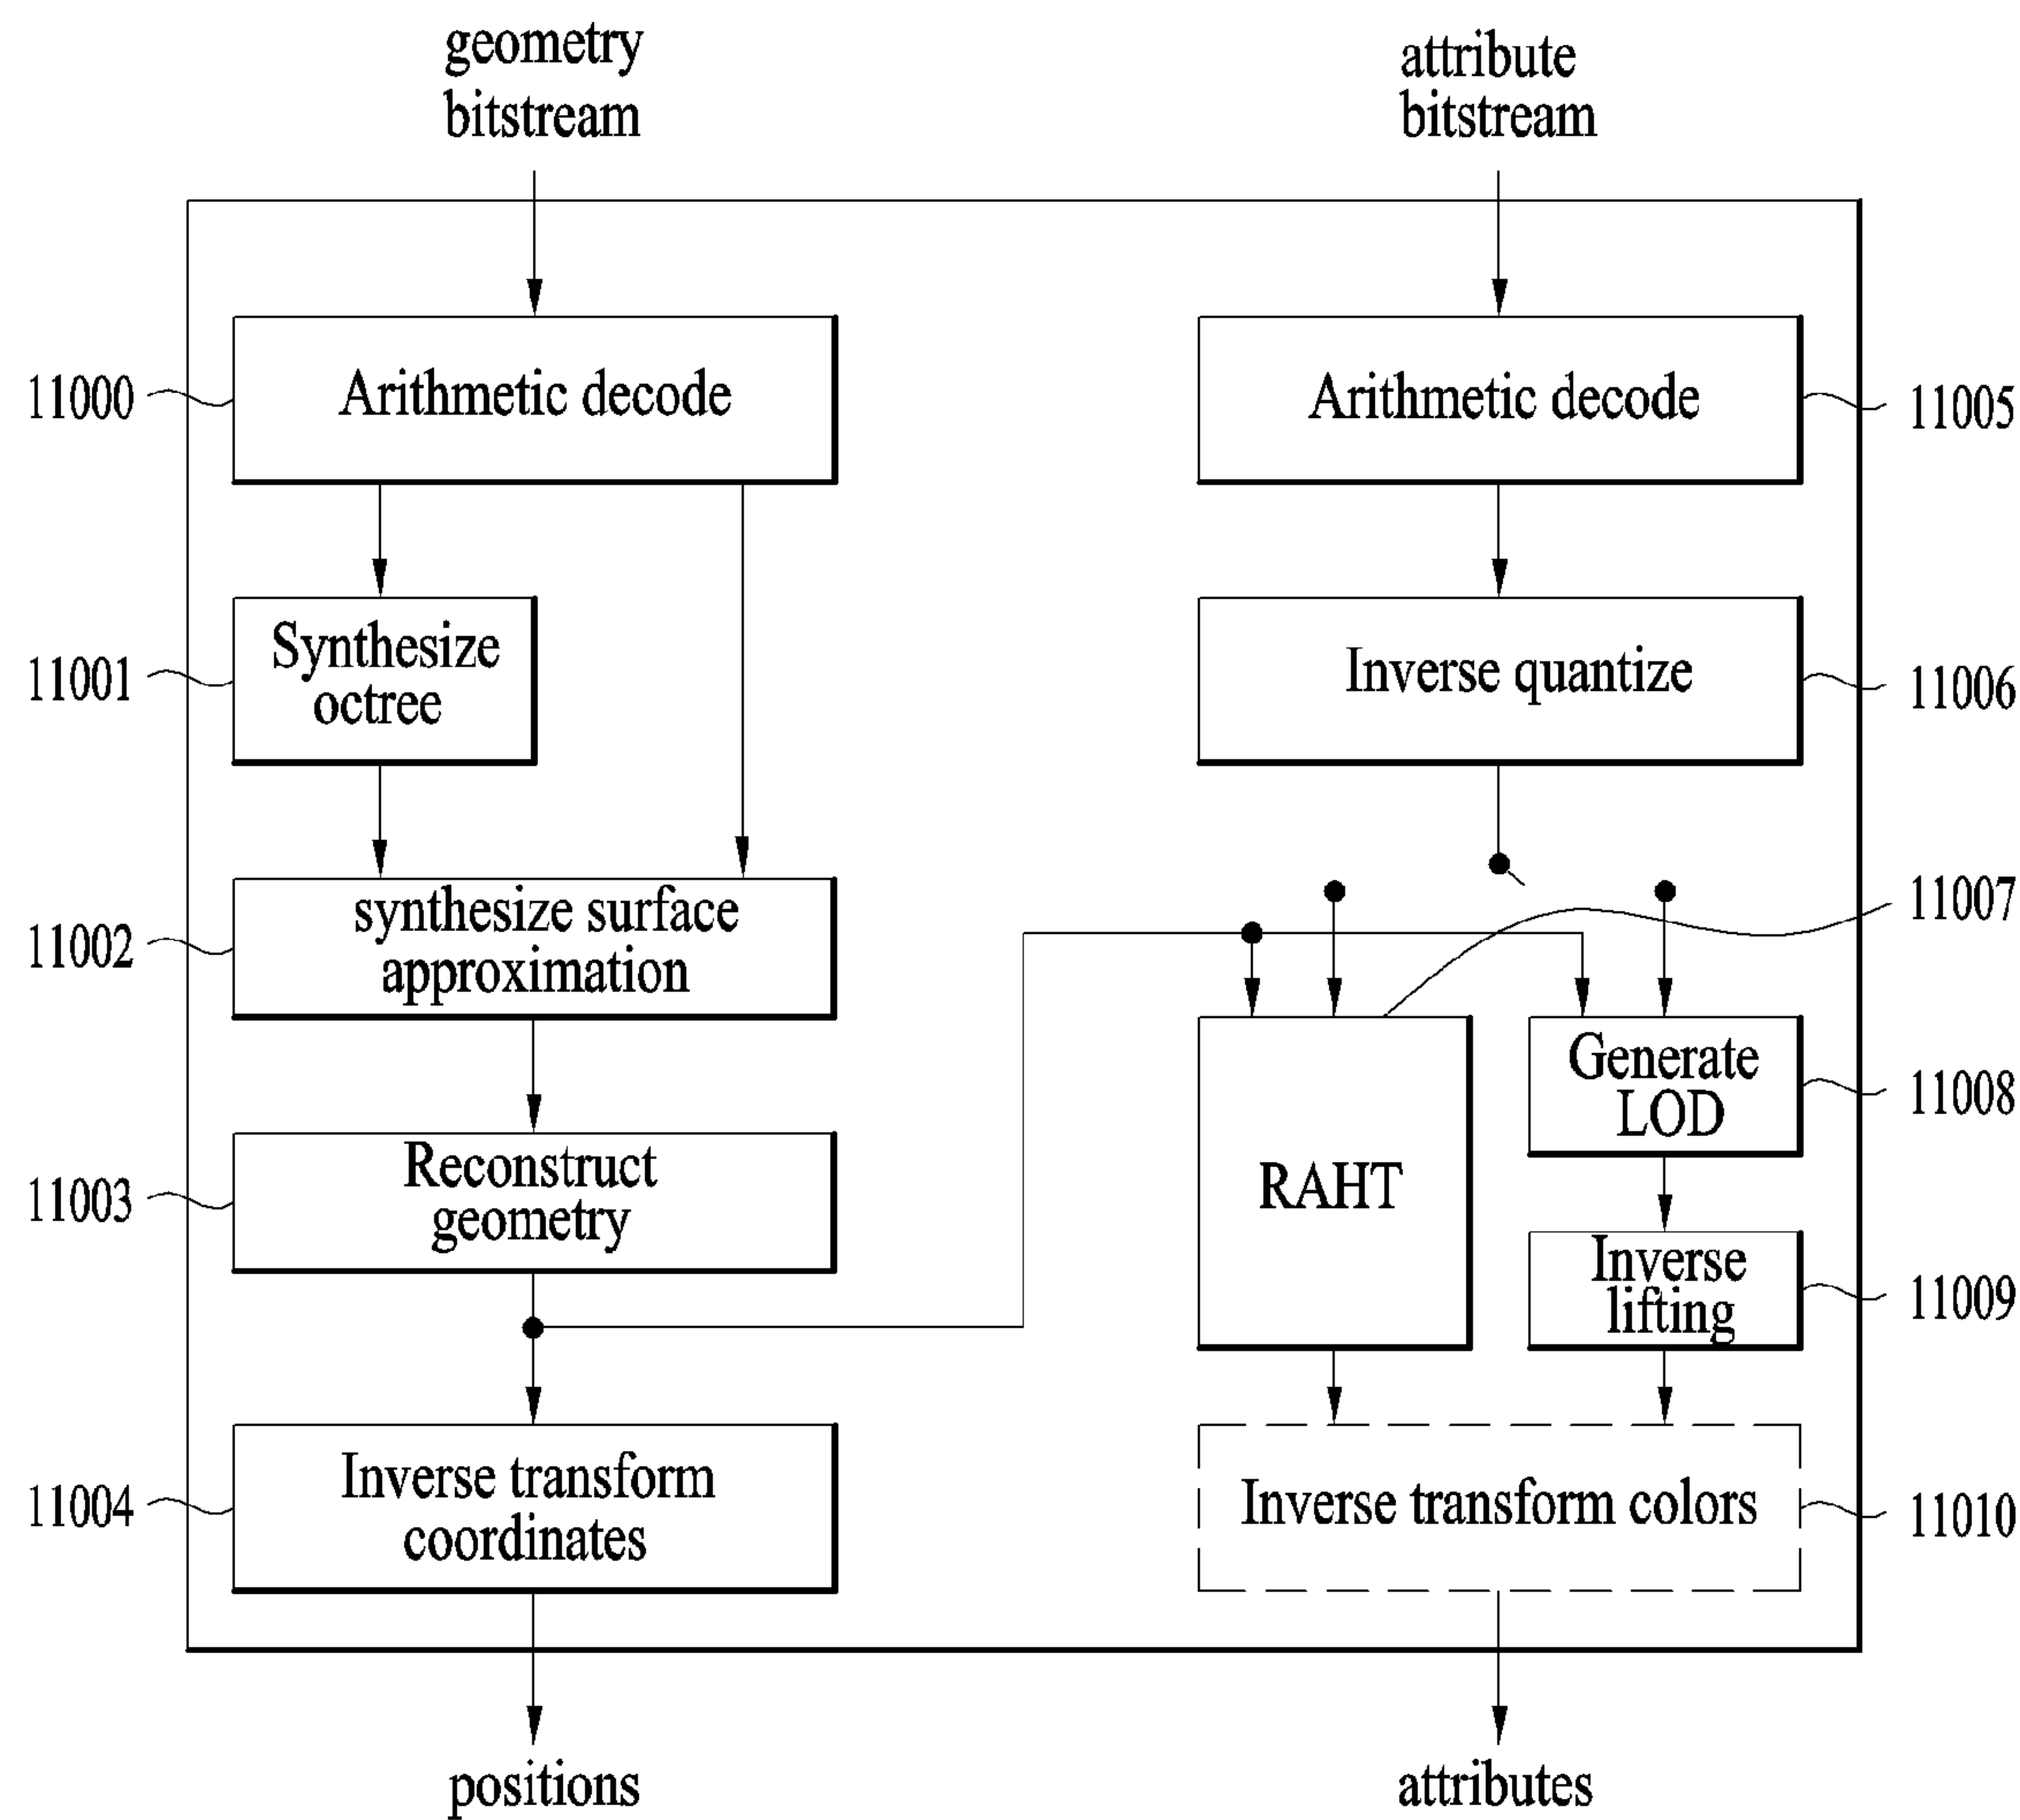 geometry
bitstream
attribute
bitstream
11000
Arithmetic decode
Arithmetic decode
11005
11001
Synthesize
octree
Inverse quantize
11006
11002
synthesize surface
approximation
11007
Generate
LOD
11008
RAHT
11003
Reconstruct
geometry
Inverse
lifting
11009
11004
Inverse transform
coordinates
Inverse transform colors
11010
positions
attributes